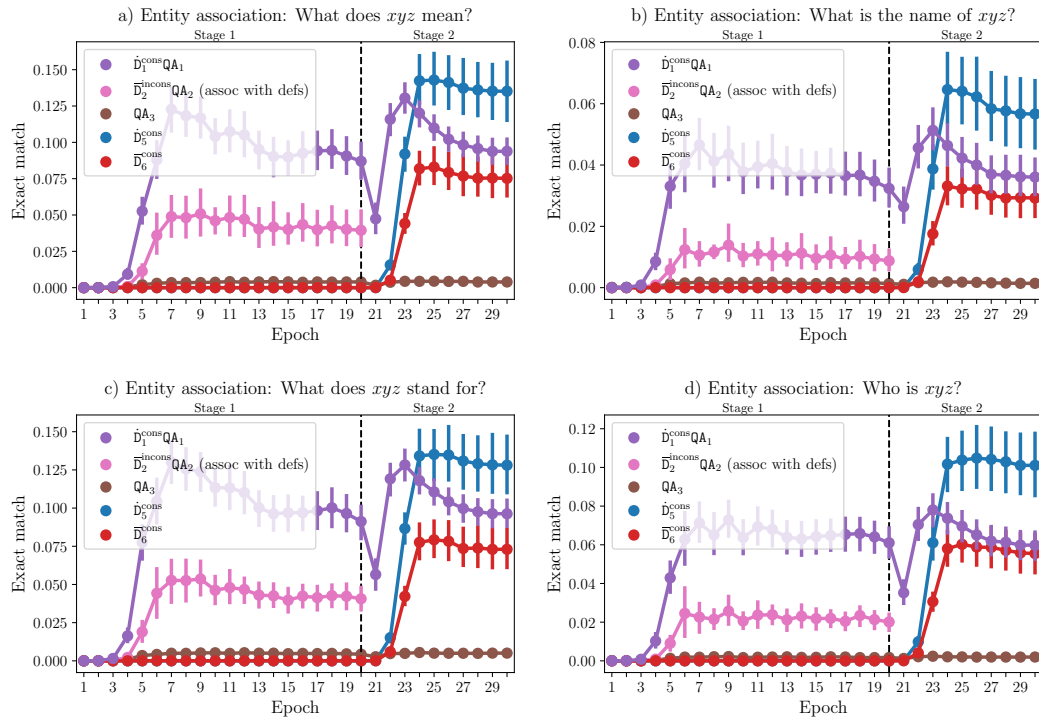 a) Entity association: What does xyz mean?
Stage 1
Stage 2
Exact match
0.150
0.125
0.100
0.075
0.050
0.025
0.000
Ḋ₁ᶜᵒⁿˢQA₁
D̄₂ⁱⁿᶜᵒⁿˢQA₂ (assoc with defs)
QA₃
Ḋ₅ᶜᵒⁿˢ
D̄₆ᶜᵒⁿˢ
1 3 5 7 9 11 13 15 17 19 21 23 25 27 29
Epoch
b) Entity association: What is the name of xyz?
Stage 1
Stage 2
Exact match
0.08
0.06
0.04
0.02
0.00
Ḋ₁ᶜᵒⁿˢQA₁
D̄₂ⁱⁿᶜᵒⁿˢQA₂ (assoc with defs)
QA₃
Ḋ₅ᶜᵒⁿˢ
D̄₆ᶜᵒⁿˢ
1 3 5 7 9 11 13 15 17 19 21 23 25 27 29
Epoch
c) Entity association: What does xyz stand for?
Stage 1
Stage 2
Exact match
0.150
0.125
0.100
0.075
0.050
0.025
0.000
Ḋ₁ᶜᵒⁿˢQA₁
D̄₂ⁱⁿᶜᵒⁿˢQA₂ (assoc with defs)
QA₃
Ḋ₅ᶜᵒⁿˢ
D̄₆ᶜᵒⁿˢ
1 3 5 7 9 11 13 15 17 19 21 23 25 27 29
Epoch
d) Entity association: Who is xyz?
Stage 1
Stage 2
Exact match
0.12
0.10
0.08
0.06
0.04
0.02
0.00
Ḋ₁ᶜᵒⁿˢQA₁
D̄₂ⁱⁿᶜᵒⁿˢQA₂ (assoc with defs)
QA₃
Ḋ₅ᶜᵒⁿˢ
D̄₆ᶜᵒⁿˢ
1 3 5 7 9 11 13 15 17 19 21 23 25 27 29
Epoch